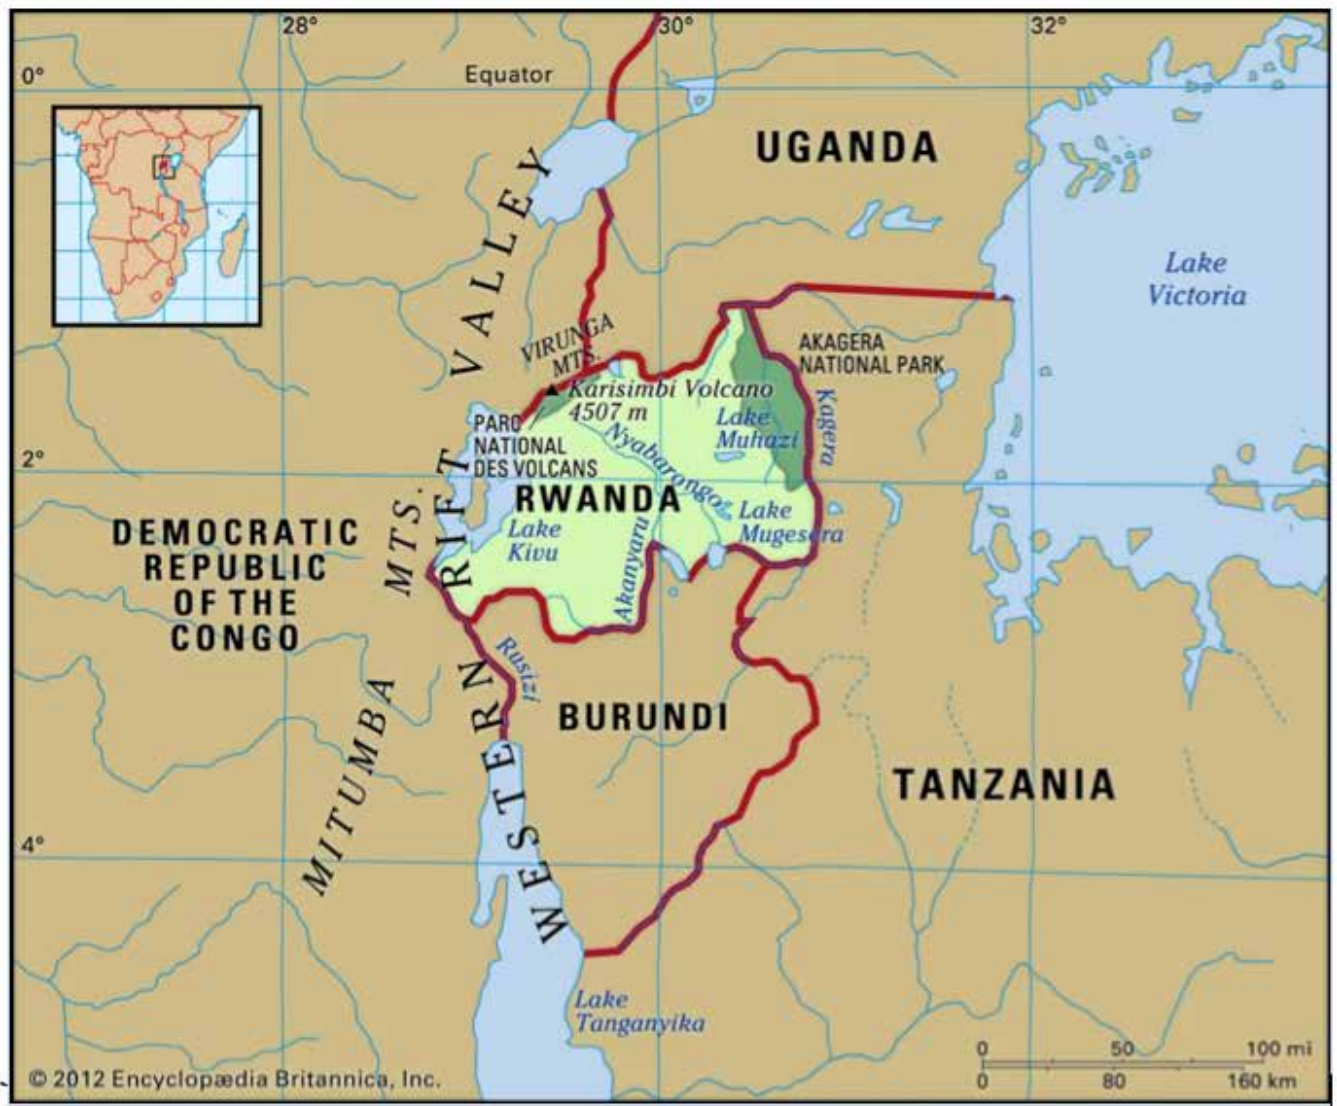 28°
30°
32°
0°
Equator
UGANDA
Lake
Victoria
VALLEY
VIRUNGA
MTS.
AKAGERA
NATIONAL PARK
Karisimbi Volcano
4507 m
PARC
NATIONAL
DES VOLCANS
Lake
Muhazi
Kagera
Nyabarongo
2°
RIFT
MTS.
RWANDA
Lake
Kivu
Lake
Mugesera
Akanyaru
DEMOCRATIC
REPUBLIC
OF THE
CONGO
Rusizi
BURUNDI
MITUMBA
WESTERN
TANZANIA
4°
Lake
Tanganyika
0 50 100 mi
0 80 160 km
© 2012 Encyclopædia Britannica, Inc.